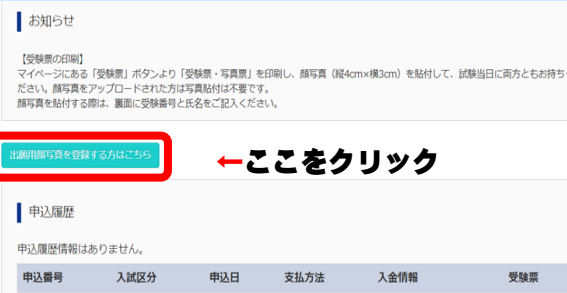 お知らせ
【受験票の印刷】
マイページにある「受験票」ボタンより「受験票・写真票」を印刷し、顔写真（縦4cm×横3cm）を貼付して、試験当日に両方ともお持ち
ださい。顔写真をアップロードされた方は写真貼付は不要です。
顔写真を貼付する際は、裏面に受験番号と氏名をご記入ください。
出願用顔写真を登録する方はこちら
←ここをクリック
申込履歴
申込履歴情報はありません。
申込番号 入試区分 申込日 支払方法 入金情報 受験票